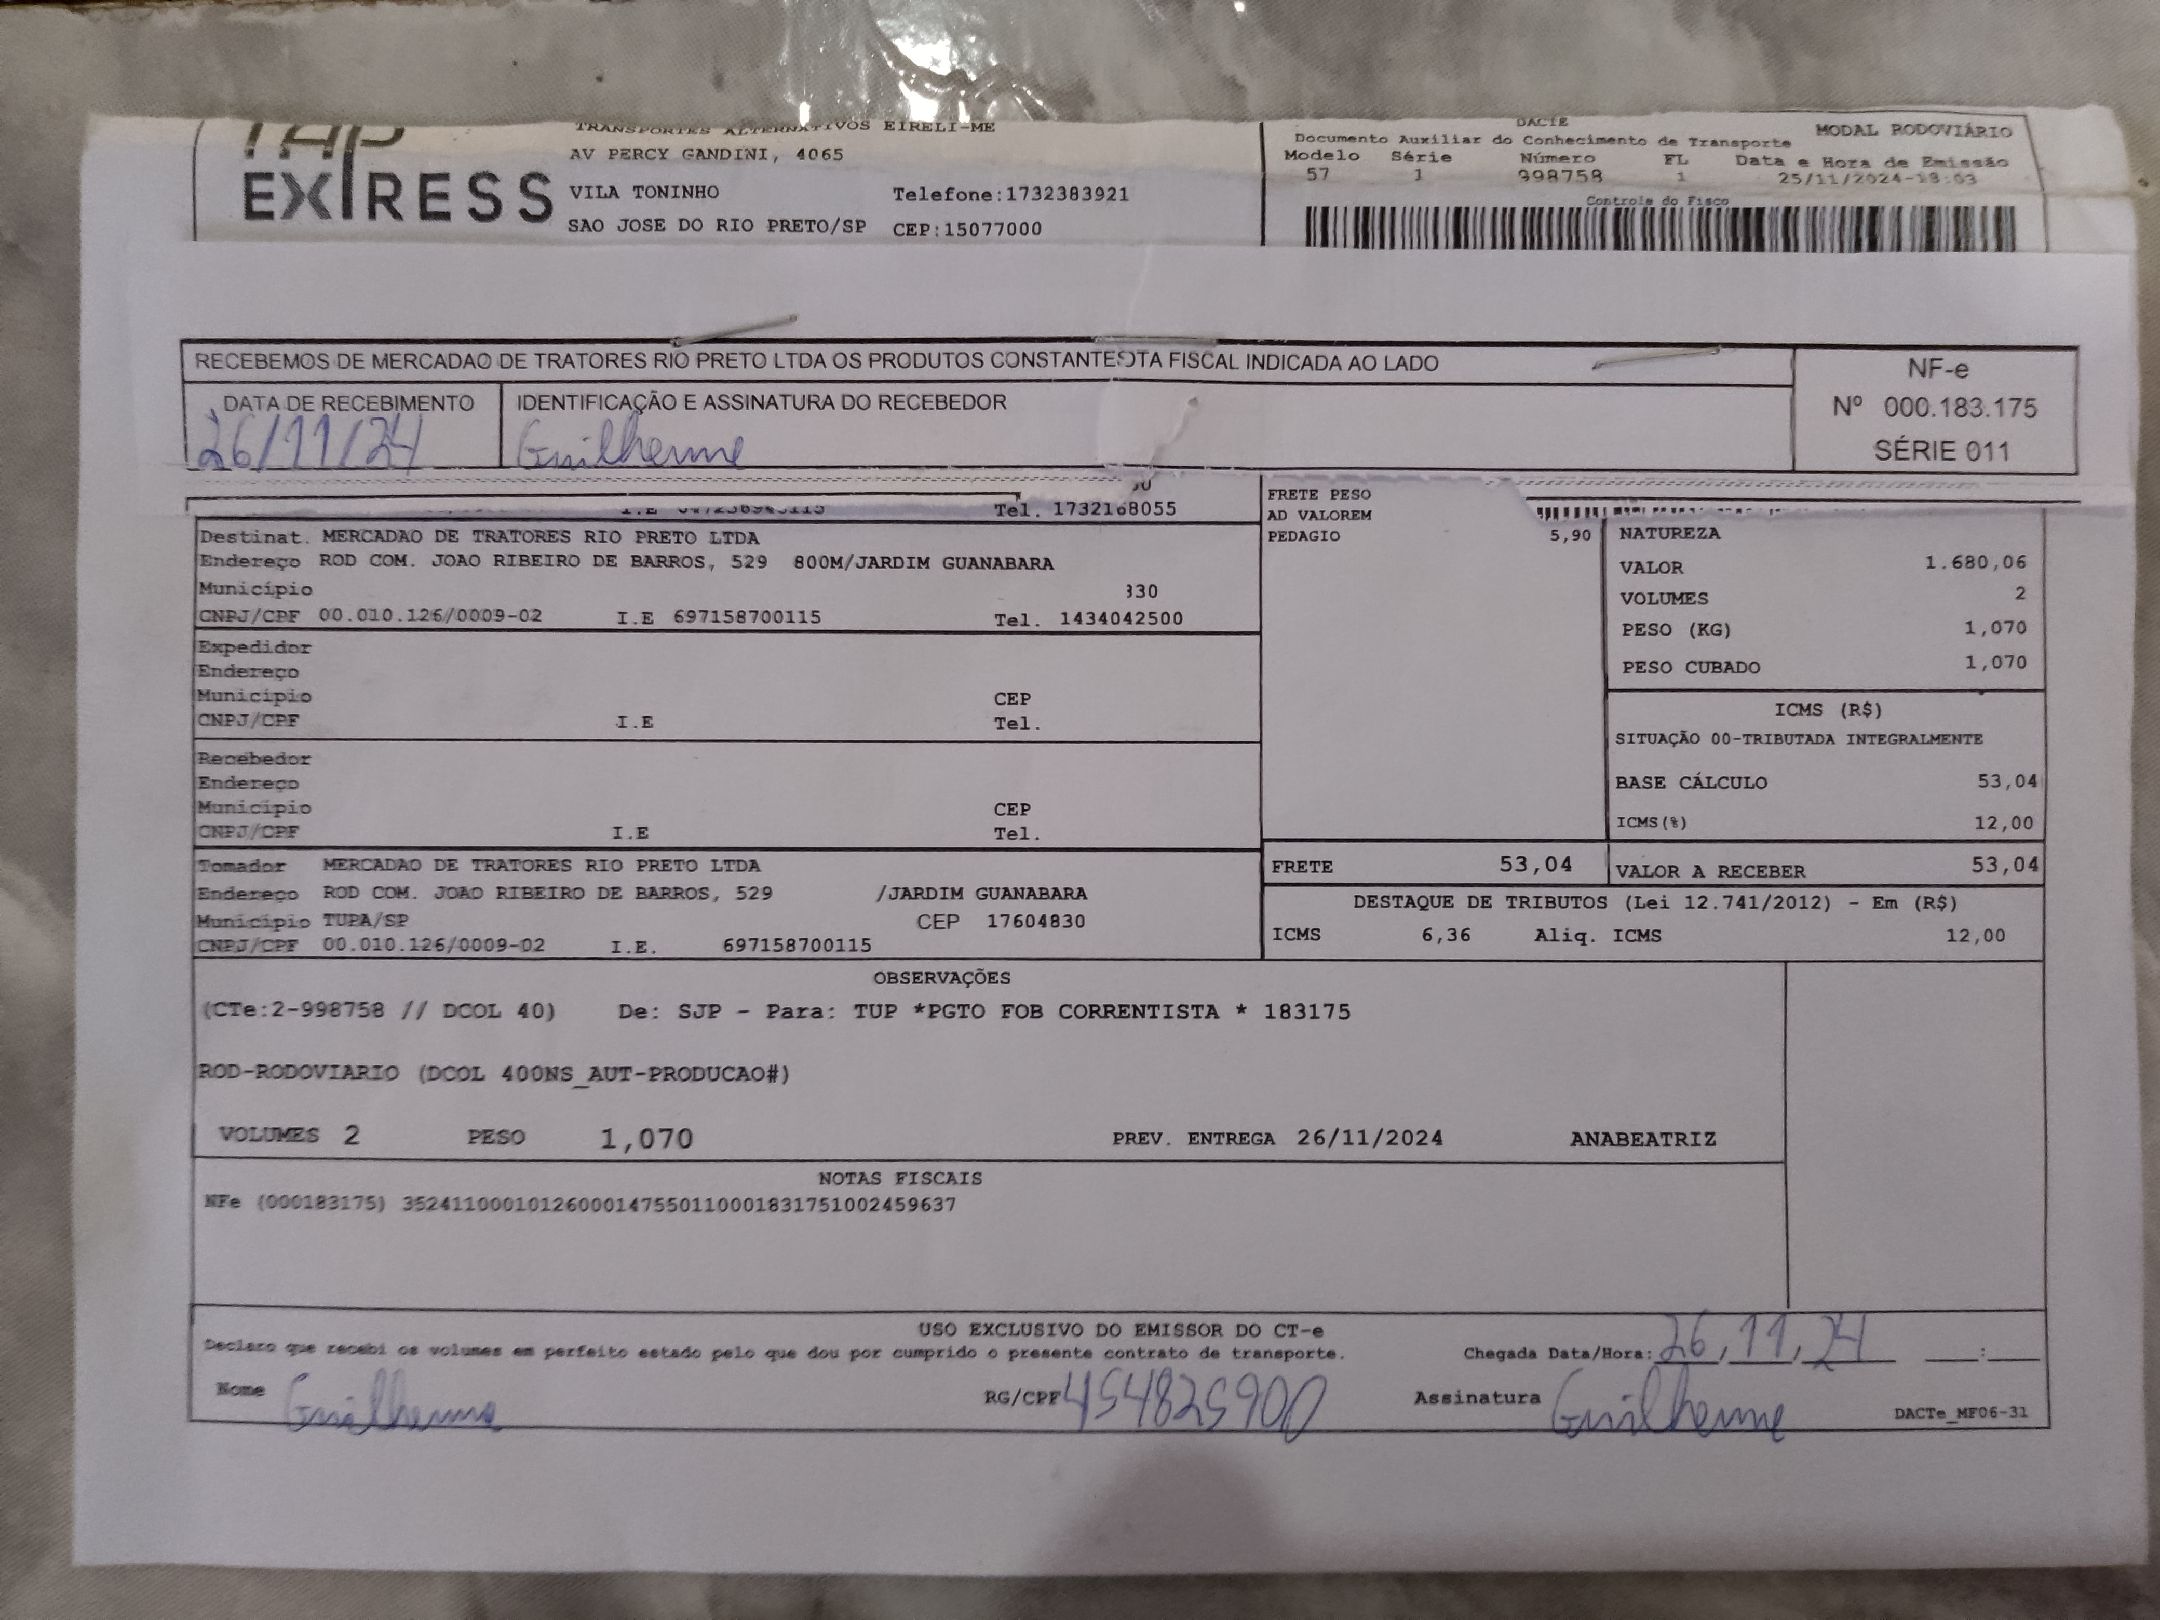 TAP
EXPRESS
TRANSPORTES ALTERNATIVOS EIRELI-ME
AV PERCY GANDINI, 4065
VILA TONINHO Telefone:1732383921
SAO JOSE DO RIO PRETO/SP CEP:15077000
DACTE MODAL RODOVIÁRIO
Documento Auxiliar do Conhecimento de Transporte
Modelo Série Número FL Data e Hora de Emissão
57 1 998758 1 25/11/2024-
Controle do Fisco
RECEBEMOS DE MERCADAO DE TRATORES RIO PRETO LTDA OS PRODUTOS CONSTANTES OTA FISCAL INDICADA AO LADO
DATA DE RECEBIMENTO IDENTIFICAÇÃO E ASSINATURA DO RECEBEDOR
26/11/24 Guilherme
NF-e
Nº 000.183.175
SÉRIE 011
I.E Tel. 1732168055
Destinat. MERCADAO DE TRATORES RIO PRETO LTDA
Endereço ROD COM. JOAO RIBEIRO DE BARROS, 529 800M/JARDIM GUANABARA
Município 330
CNPJ/CPF 00.010.126/0009-02 I.E 697158700115 Tel. 1434042500
Expedidor
Endereço
Município CEP
CNPJ/CPF I.E Tel.
Recebedor
Endereço
Município CEP
CNPJ/CPF I.E Tel.
Tomador MERCADAO DE TRATORES RIO PRETO LTDA
Endereço ROD COM. JOAO RIBEIRO DE BARROS, 529 /JARDIM GUANABARA
Município TUPA/SP CEP 17604830
CNPJ/CPF 00.010.126/0009-02 I.E. 697158700115
FRETE PESO
AD VALOREM
PEDAGIO 5,90
NATUREZA
VALOR 1.680,06
VOLUMES 2
PESO (KG) 1,070
PESO CUBADO 1,070
ICMS (R$)
SITUAÇÃO 00-TRIBUTADA INTEGRALMENTE
BASE CÁLCULO 53,04
ICMS(%) 12,00
FRETE 53,04 VALOR A RECEBER 53,04
DESTAQUE DE TRIBUTOS (Lei 12.741/2012) - Em (R$)
ICMS 6,36 Aliq. ICMS 12,00
OBSERVAÇÕES
(CTe:2-998758 // DCOL 40) De: SJP - Para: TUP *PGTO FOB CORRENTISTA * 183175
ROD-RODOVIARIO (DCOL 400NS_AUT-PRODUCAO#)
VOLUMES 2 PESO 1,070 PREV. ENTREGA 26/11/2024 ANABEATRIZ
NOTAS FISCAIS
NFe (000183175) 35241100010126000147550110001831751002459637
USO EXCLUSIVO DO EMISSOR DO CT-e
Declaro que recebi os volumes em perfeito estado pelo que dou por cumprido o presente contrato de transporte. Chegada Data/Hora: 26, 11, 24 :
Nome Guilherme RG/CPF 454825900 Assinatura Guilherme DACTe_MF06-31